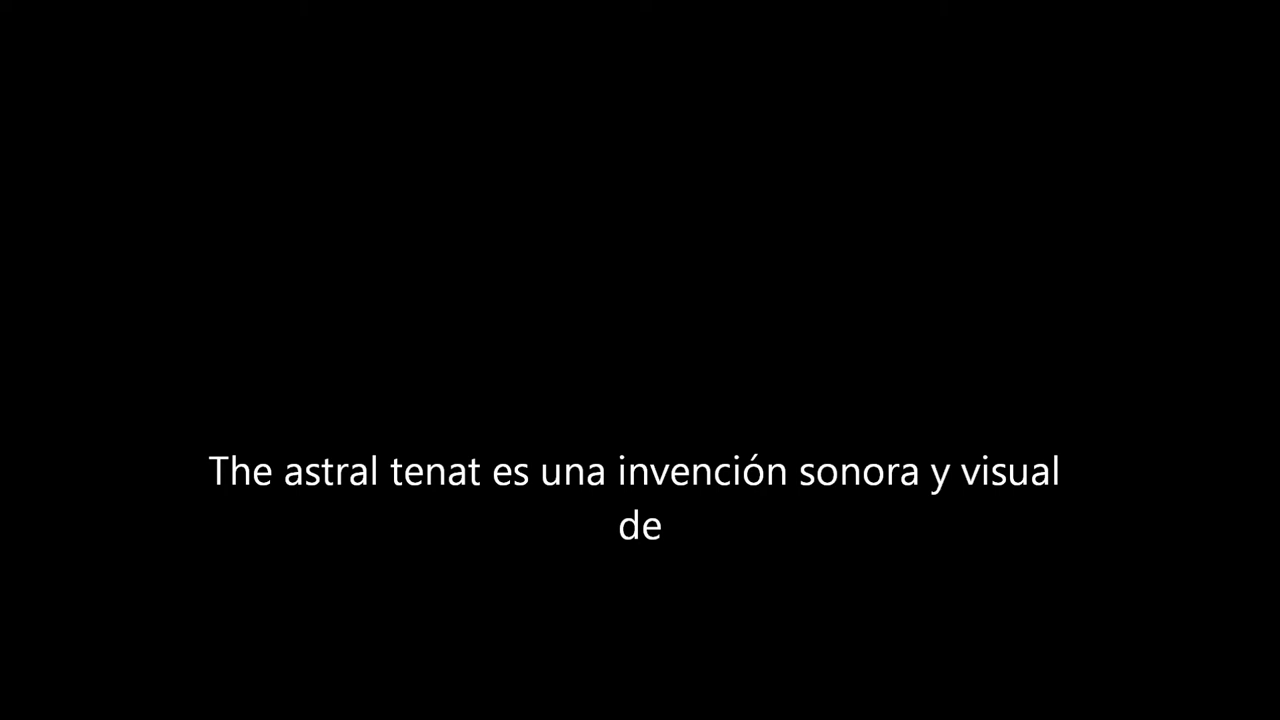 The astral tenat es una invención sonora y visual
de